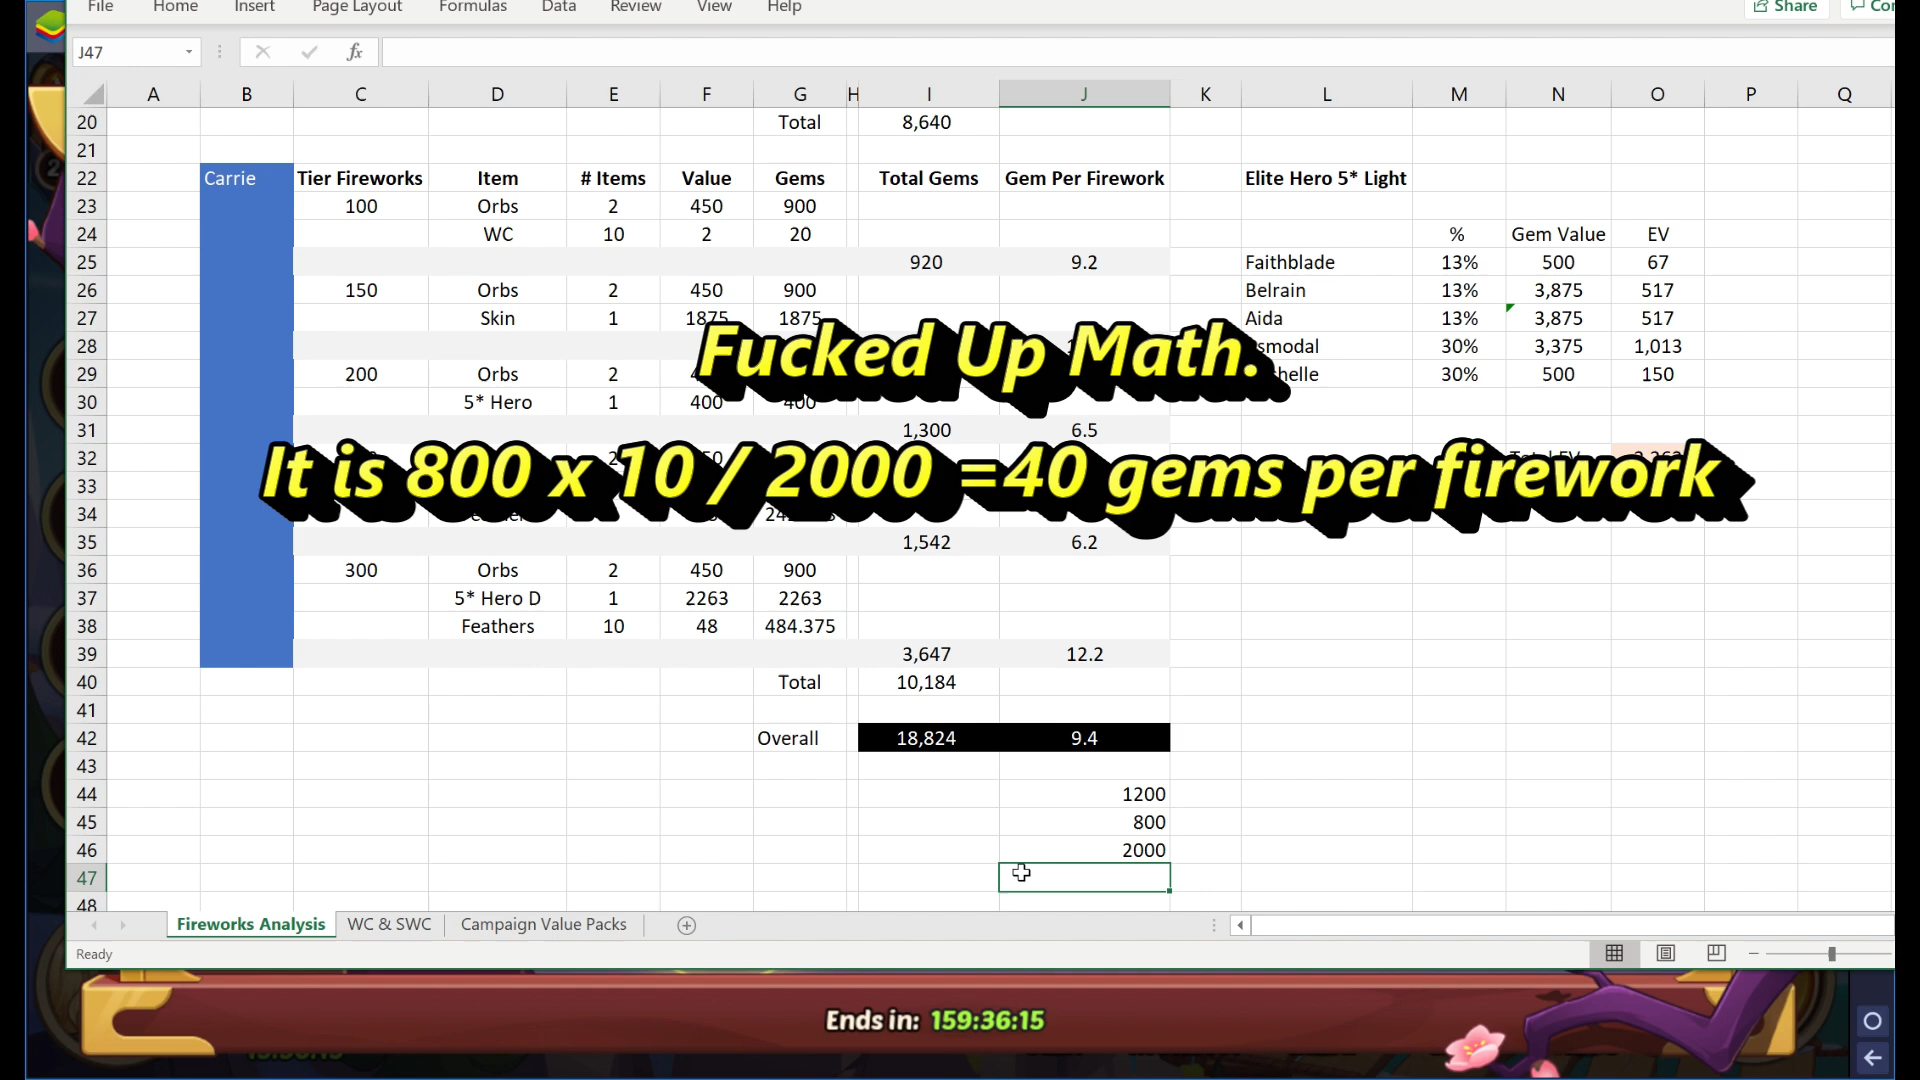 File Home Insert Page Layout Formulas Data Review View Help Share
J47 fx
A B C D E F G H I J K L M N O P Q
20 Total 8,640
21
22 Carrie Tier Fireworks Item # Items Value Gems Total Gems Gem Per Firework Elite Hero 5* Light
23 100 Orbs 2 450 900
24 WC 10 2 20 % Gem Value EV
25 920 9.2 Faithblade 13% 500 67
26 150 Orbs 2 450 900 Belrain 13% 3,875 517
27 Skin 1 1875 1875 Aida 13% 3,875 517
28 30% 3,375 1,013
Fucked Up Math.
29 200 Orbs 2 30% 500 150
30 5* Hero 1 400 400
31 1,300 6.5
32
It is 800 x 10 / 2000 =40 gems per firework
33
34
35 1,542 6.2
36 300 Orbs 2 450 900
37 5* Hero D 1 2263 2263
38 Feathers 10 48 484.375
39 3,647 12.2
40 Total 10,184
41
42 Overall 18,824 9.4
43
44 1200
45 800
46 2000
47
48
Fireworks Analysis WC & SWC Campaign Value Packs
Ready
Ends in: 159:36:15